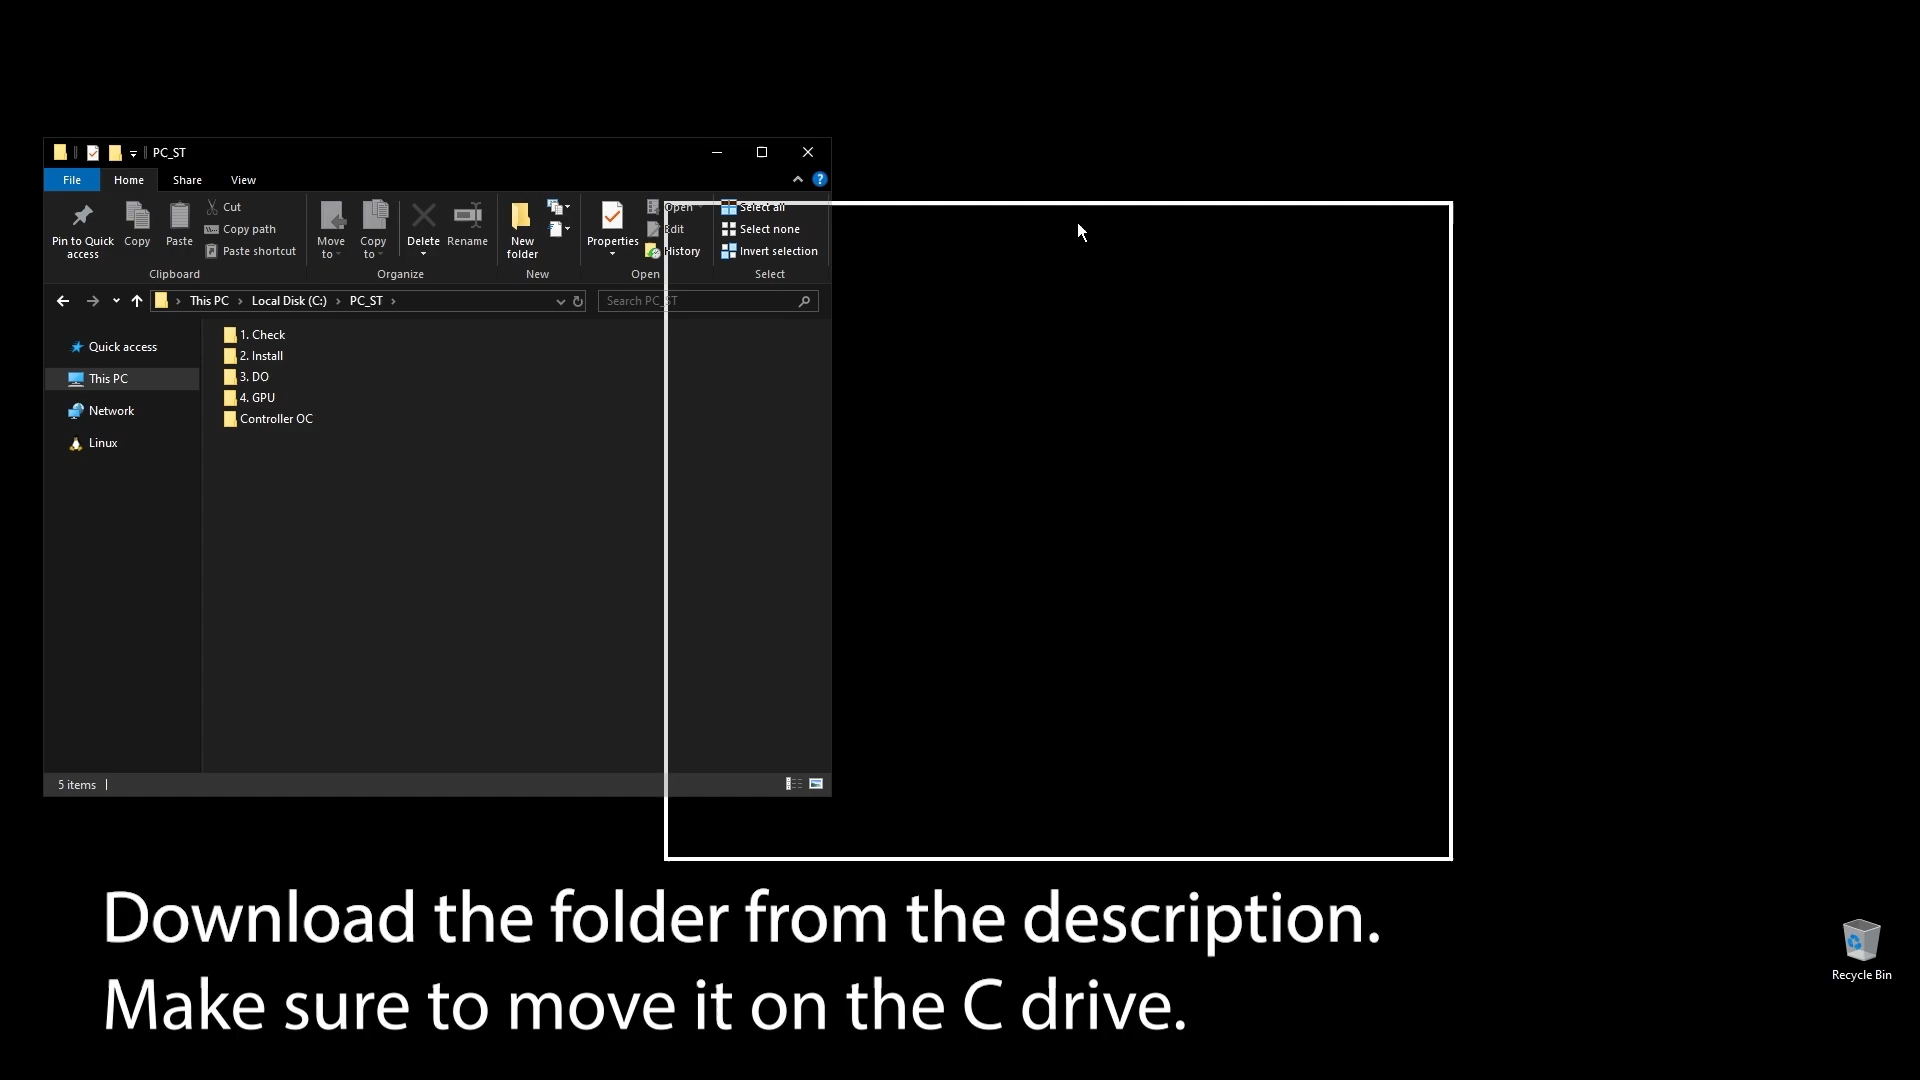 PC_ST
File Home Share View
Pin to Quick access
Copy
Paste
Cut
Copy path
Paste shortcut
Clipboard
Move to
Copy to
Delete
Rename
Organize
New folder
New
Properties
Open
Edit
History
Open
Select all
Select none
Invert selection
Select
This PC Local Disk (C:) PC_ST
Search PC_ST
Quick access
This PC
Network
Linux
1. Check
2. Install
3. DO
4. GPU
Controller OC
5 items
Download the folder from the description.
Make sure to move it on the C drive.
Recycle Bin